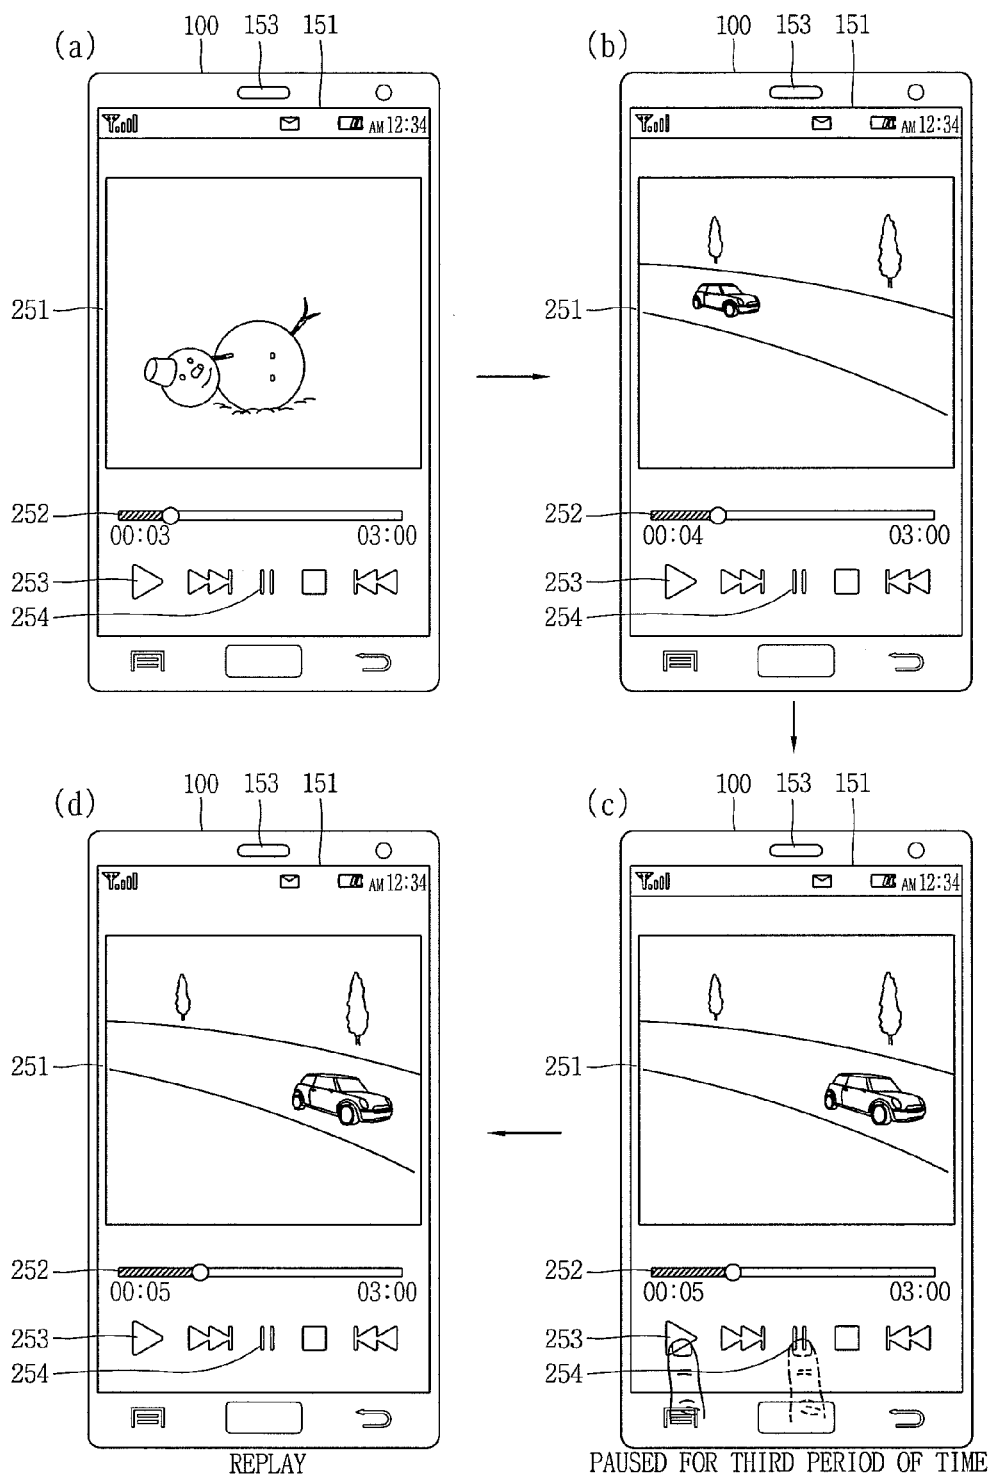 (a) 100 153 151
AM 12:34
251
252
00:03 03:00
253
254
(b) 100 153 151
AM 12:34
251
252
00:04 03:00
253
254
(d) 100 153 151
AM 12:34
251
252
00:05 03:00
253
254
REPLAY
(c) 100 153 151
AM 12:34
251
252
00:05 03:00
253
254
PAUSED FOR THIRD PERIOD OF TIME